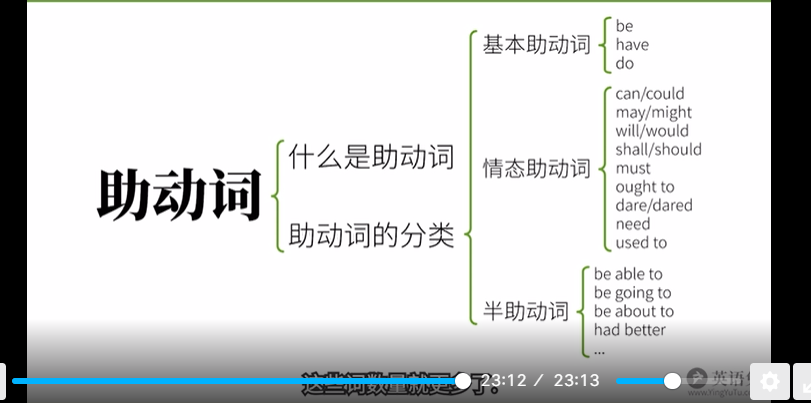 助动词
什么是助动词
助动词的分类
基本助动词
be
have
do
情态助动词
can/could
may/might
will/would
shall/should
must
ought to
dare/dared
need
used to
半助动词
be able to
be going to
be about to
had better
...
这些词数量就更多了。
23:12 / 23:13
英语
www.YingYuFu.c